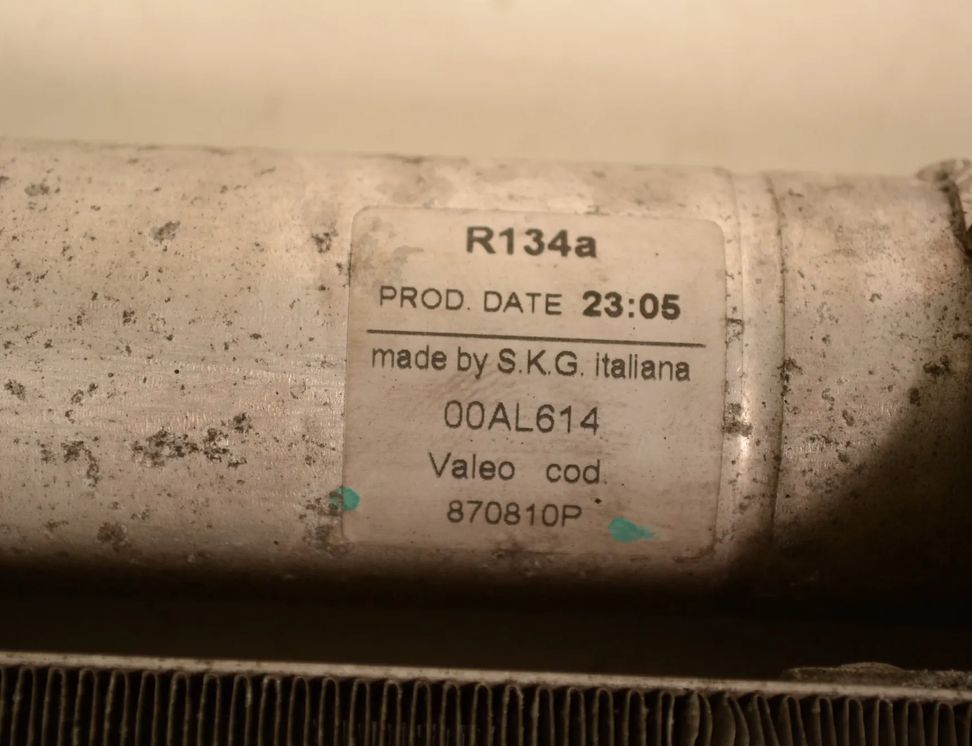 R134a
PROD. DATE 23:05
made by S.K.G. italiana
00AL614
Valeo cod.
870810P